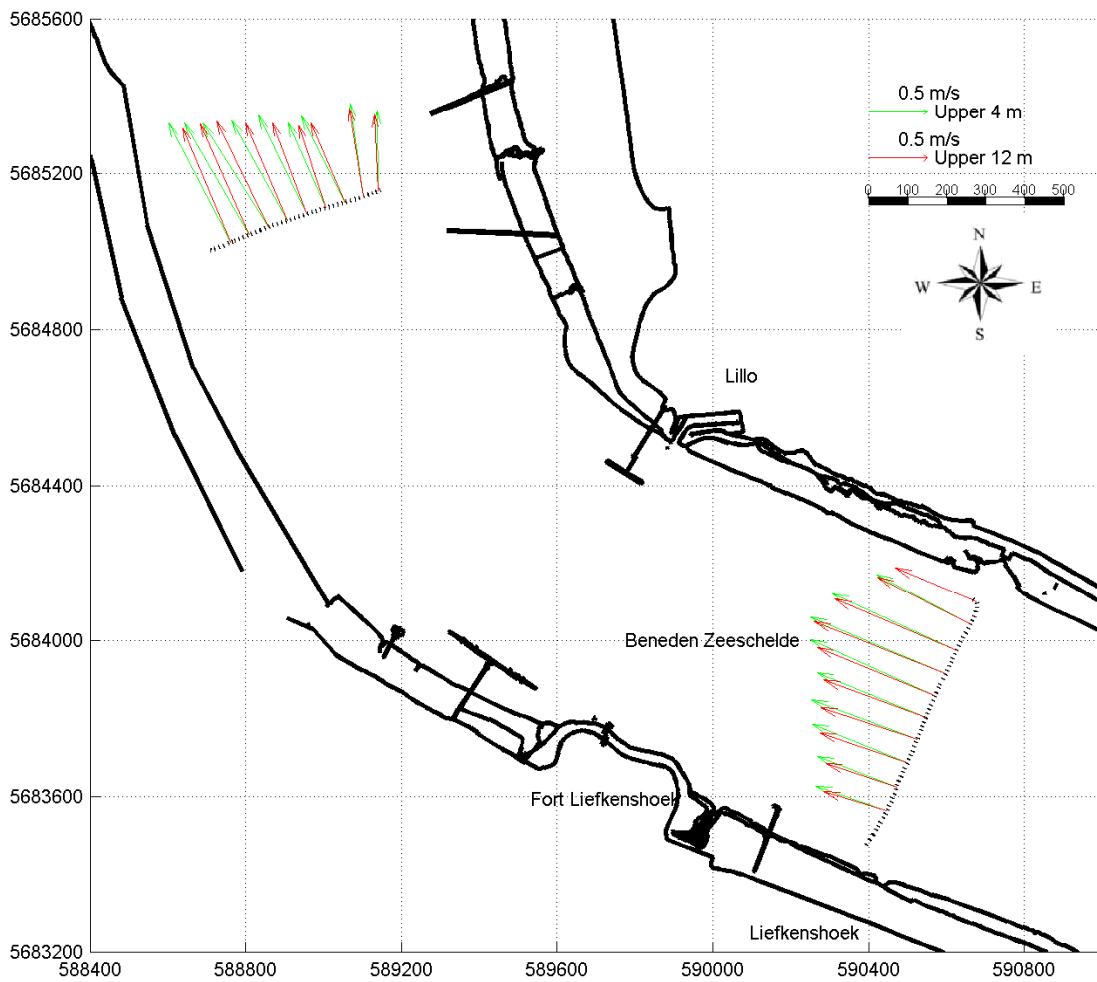 5685600
0.5 m/s
Upper 4 m
0.5 m/s
Upper 12 m
5685200
0 100 200 300 400 500
N
W E
S
5684800
Lillo
5684400
5684000
Beneden Zeeschelde
5683600
Fort Liefkenshoek
Liefkenshoek
5683200
588400 588800 589200 589600 590000 590400 590800